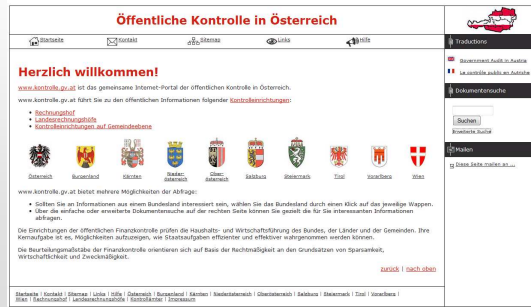 Öffentliche Kontrolle in Österreich
Startseite Kontakt Sitemap Links Hilfe
Herzlich willkommen!
www.kontrolle.gv.at ist das gemeinsame Internet-Portal der öffentlichen Kontrolle in Österreich.
www.kontrolle.gv.at führt Sie zu den öffentlichen Informationen folgender Kontrolleinrichtungen:
• Rechnungshof
• Landesrechnungshöfe
• Kontrolleinrichtungen auf Gemeindeebene
Österreich Burgenland Kärnten Nieder-österreich Ober-österreich Salzburg Steiermark Tirol Vorarlberg Wien
www.kontrolle.gv.at bietet mehrere Möglichkeiten der Abfrage:
• Sollten Sie an Informationen aus einem Bundesland interessiert sein, wählen Sie das Bundesland durch einen Klick auf das jeweilige Wappen.
• Über die einfache oder erweiterte Dokumentensuche auf der rechten Seite können Sie gezielt die für Sie interessanten Informationen
abfragen.
Die Einrichtungen der öffentlichen Finanzkontrolle prüfen die Haushalts- und Wirtschaftsführung des Bundes, der Länder und der Gemeinden. Ihre
Kernaufgabe ist es, Möglichkeiten aufzuzeigen, wie Staatsaufgaben effizienter und effektiver wahrgenommen werden können.
Die Beurteilungsmaßstäbe der Finanzkontrolle orientieren sich auf Basis der Rechtmäßigkeit an den Grundsätzen von Sparsamkeit,
Wirtschaftlichkeit und Zweckmäßigkeit.
zurück | nach oben
Startseite | Kontakt | Sitemap | Links | Hilfe | Österreich | Burgenland | Kärnten | Niederösterreich | Oberösterreich | Salzburg | Steiermark | Tirol | Vorarlberg |
Wien | Rechnungshof | Landesrechnungshöfe | Kontrollämter | Impressum
Traductions
Government Audit in Austria
Le contrôle public en Autriche
Dokumentensuche
Suchen
Erweiterte Suche
Mailen
Diese Seite mailen an ...